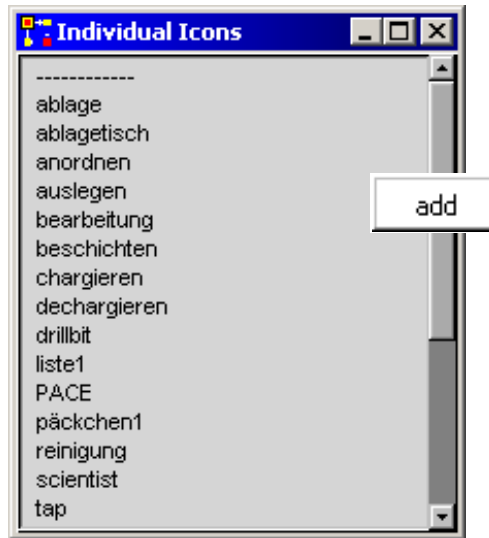 Individual Icons
------------
ablage
ablagetisch
anordnen
auslegen
add
bearbeitung
beschichten
chargieren
dechargieren
drillbit
liste1
PACE
päckchen1
reinigung
scientist
tap